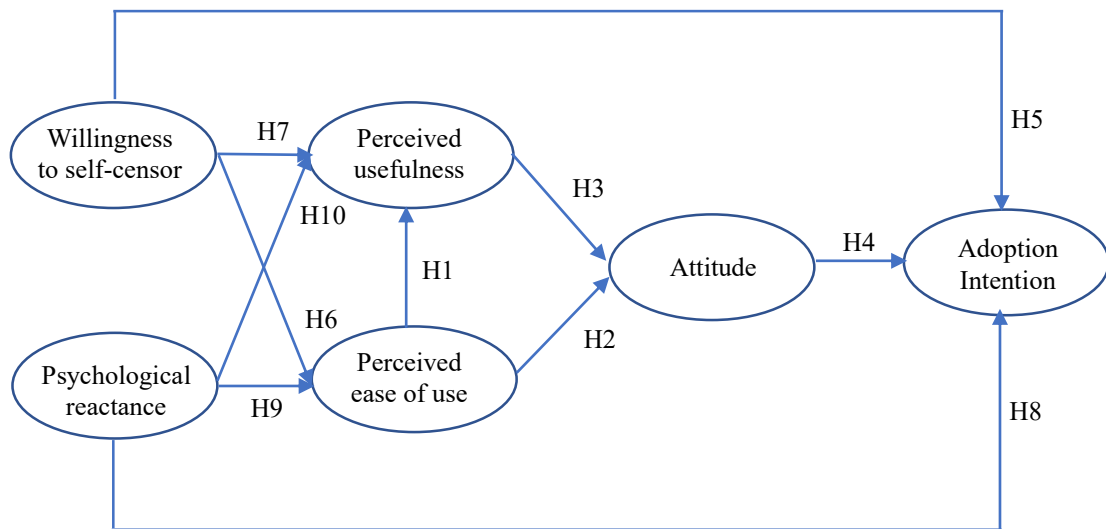 H5
Willingness
to self-censor
H7
Perceived
usefulness
H3
H10
H1
Attitude
H4
Adoption
Intention
H6
H2
Psychological
reactance
H9
Perceived
ease of use
H8